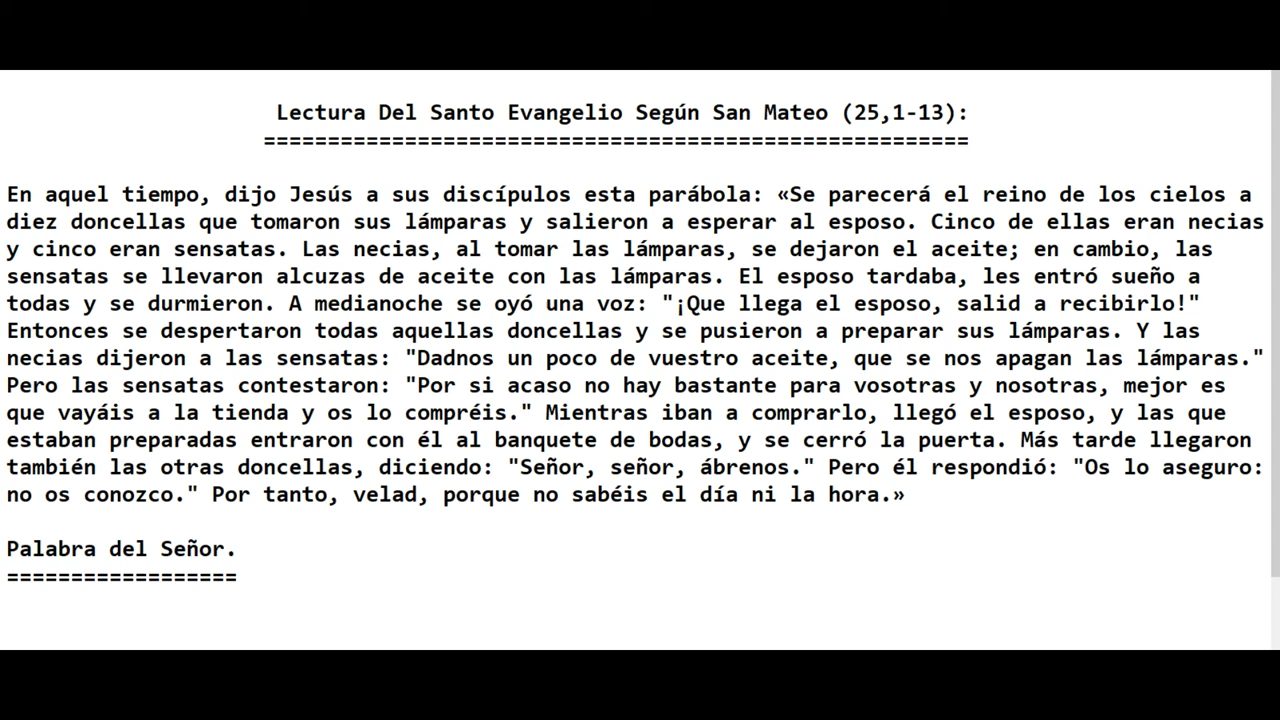 Lectura Del Santo Evangelio Según San Mateo (25,1-13):
=======================================================
En aquel tiempo, dijo Jesús a sus discípulos esta parábola: «Se parecerá el reino de los cielos a
diez doncellas que tomaron sus lámparas y salieron a esperar al esposo. Cinco de ellas eran necias
y cinco eran sensatas. Las necias, al tomar las lámparas, se dejaron el aceite; en cambio, las
sensatas se llevaron alcuzas de aceite con las lámparas. El esposo tardaba, les entró sueño a
todas y se durmieron. A medianoche se oyó una voz: "¡Que llega el esposo, salid a recibirlo!"
Entonces se despertaron todas aquellas doncellas y se pusieron a preparar sus lámparas. Y las
necias dijeron a las sensatas: "Dadnos un poco de vuestro aceite, que se nos apagan las lámparas."
Pero las sensatas contestaron: "Por si acaso no hay bastante para vosotras y nosotras, mejor es
que vayáis a la tienda y os lo compréis." Mientras iban a comprarlo, llegó el esposo, y las que
estaban preparadas entraron con él al banquete de bodas, y se cerró la puerta. Más tarde llegaron
también las otras doncellas, diciendo: "Señor, señor, ábrenos." Pero él respondió: "Os lo aseguro:
no os conozco." Por tanto, velad, porque no sabéis el día ni la hora.»
Palabra del Señor.
==================